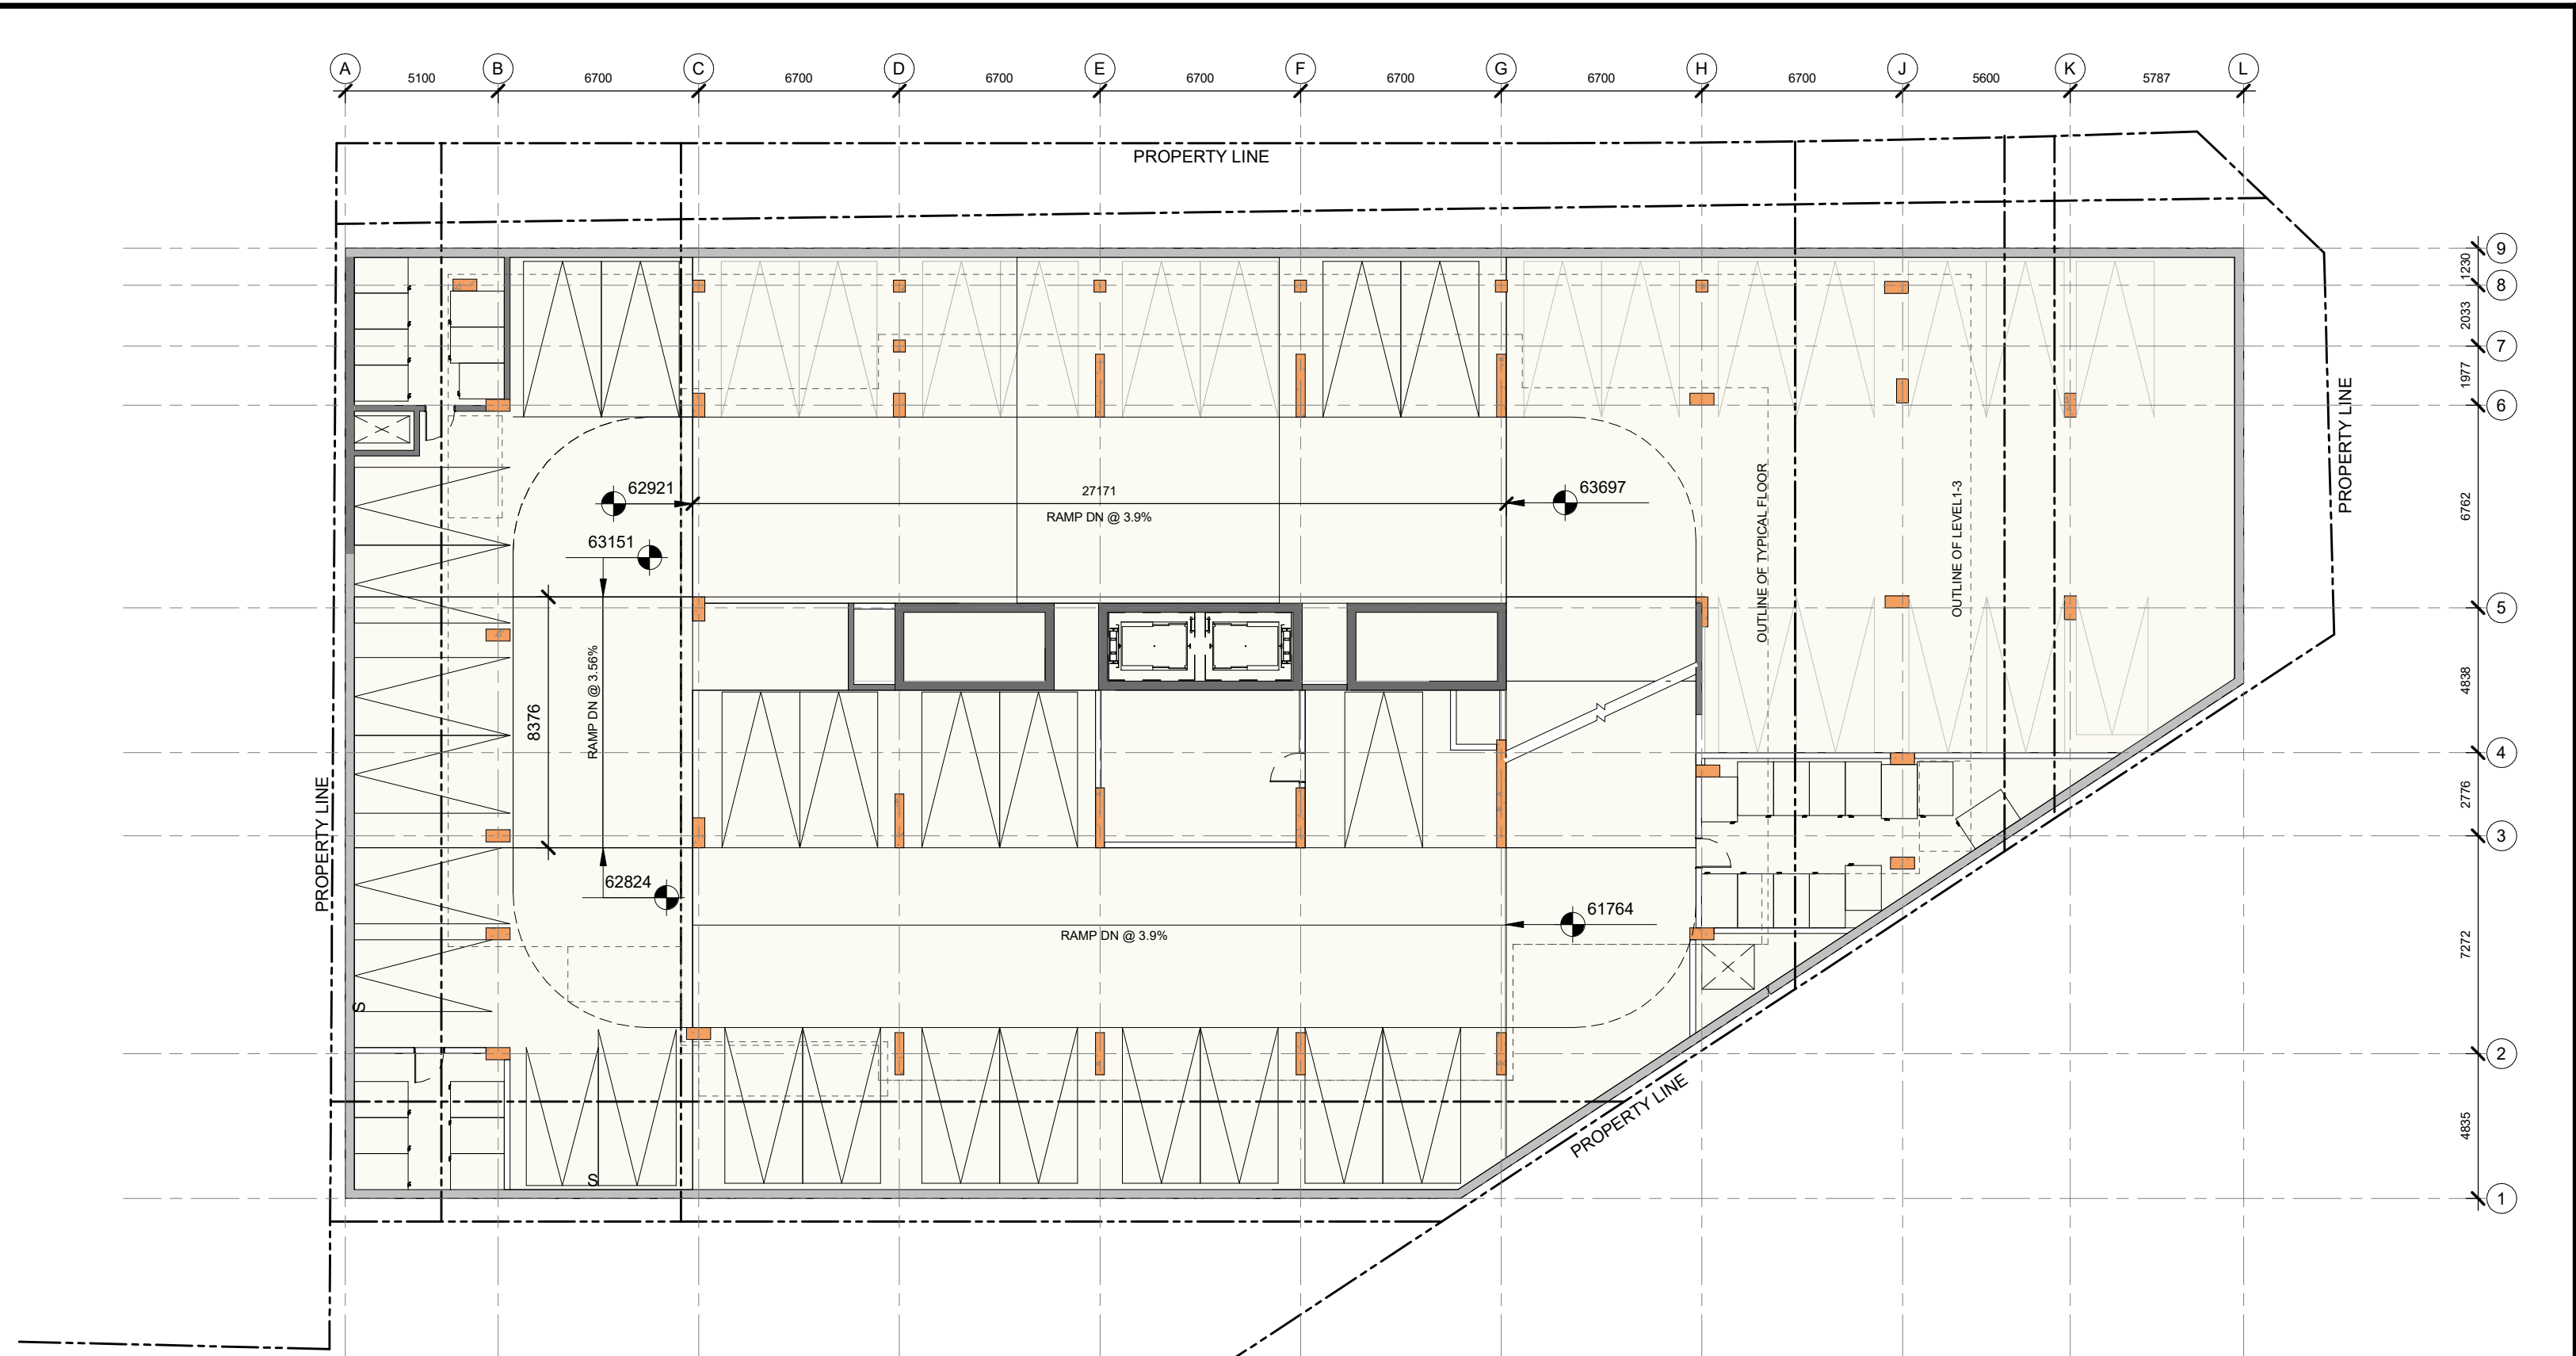 A B C D E F G H J K L
5100 6700 6700 6700 6700 6700 6700 6700 5600 5787
PROPERTY LINE
9
1230
8
2033
7
1977
6
PROPERTY LINE
62921
27171
RAMP DN @ 3.9%
63697
6762
63151
OUTLINE OF TYPICAL FLOOR
OUTLINE OF LEVEL1-3
5
RAMP DN @ 3.56%
8376
4838
4
2776
PROPERTY LINE
3
62824
61764
RAMP DN @ 3.9%
7272
S
2
PROPERTY LINE
4835
S
1